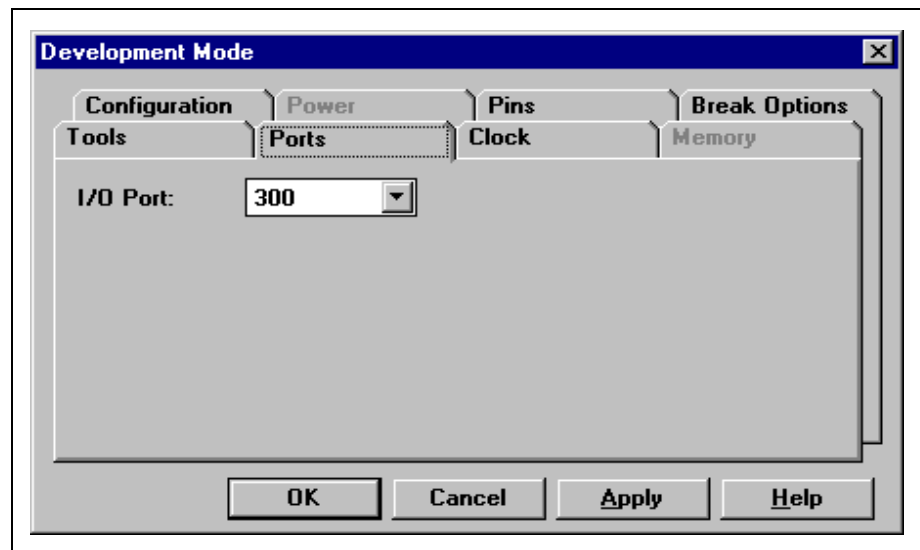 Development Mode
Configuration Power Pins Break Options
Tools Ports Clock Memory
I/O Port: 300
OK Cancel Apply Help